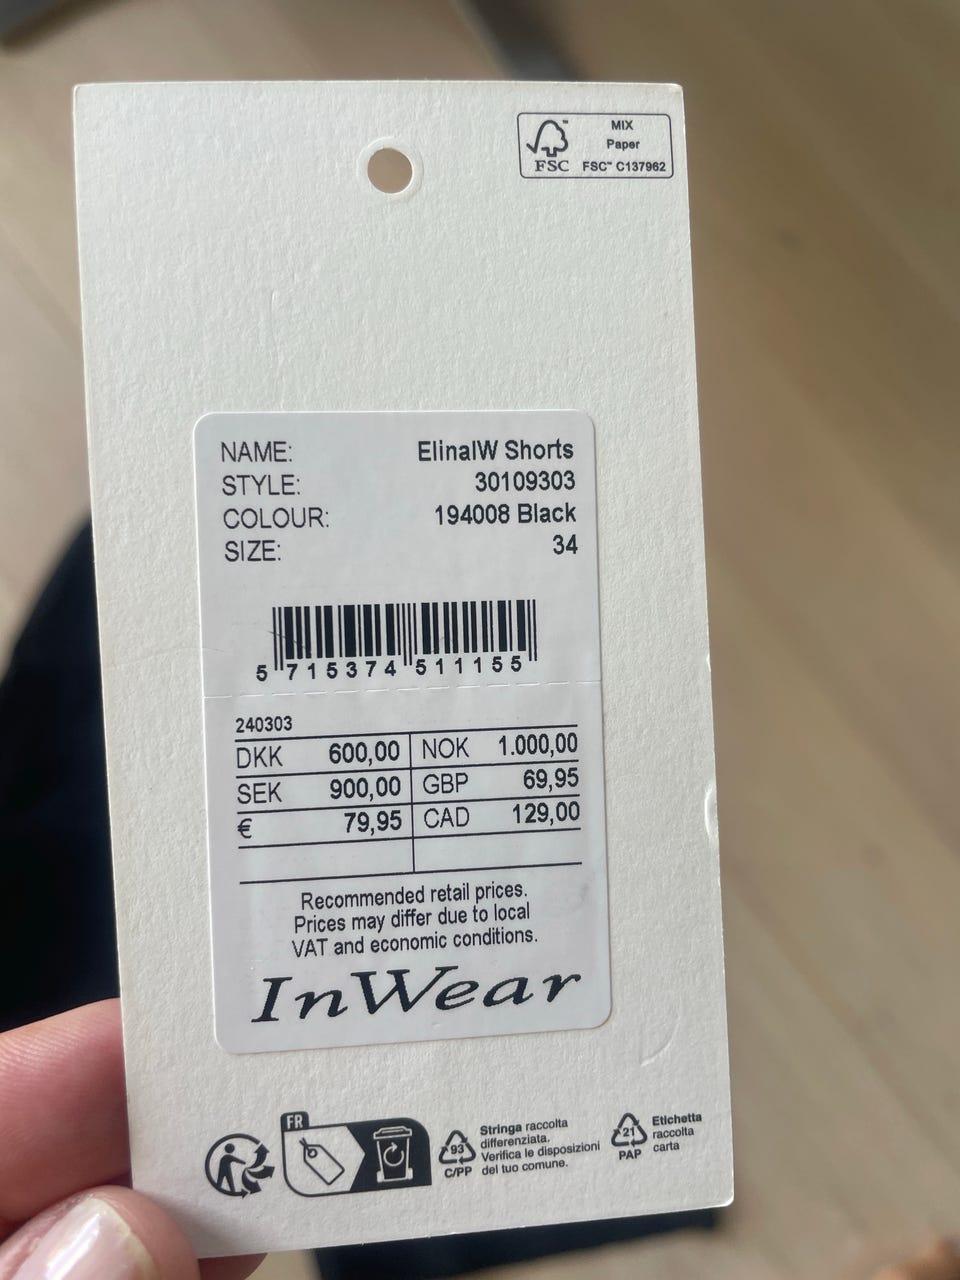 FSC™
MIX
Paper
FSC™ C137962
NAME: ElinaIW Shorts
STYLE: 30109303
COLOUR: 194008 Black
SIZE: 34
5 715374 511155
240303
DKK 600,00 NOK 1.000,00
SEK 900,00 GBP 69,95
€ 79,95 CAD 129,00
Recommended retail prices.
Prices may differ due to local
VAT and economic conditions.
InWear
FR
93
C/PP
Stringa raccolta
differenziata.
Verifica le disposizioni
del tuo comune.
21
PAP
Etichetta
raccolta
carta